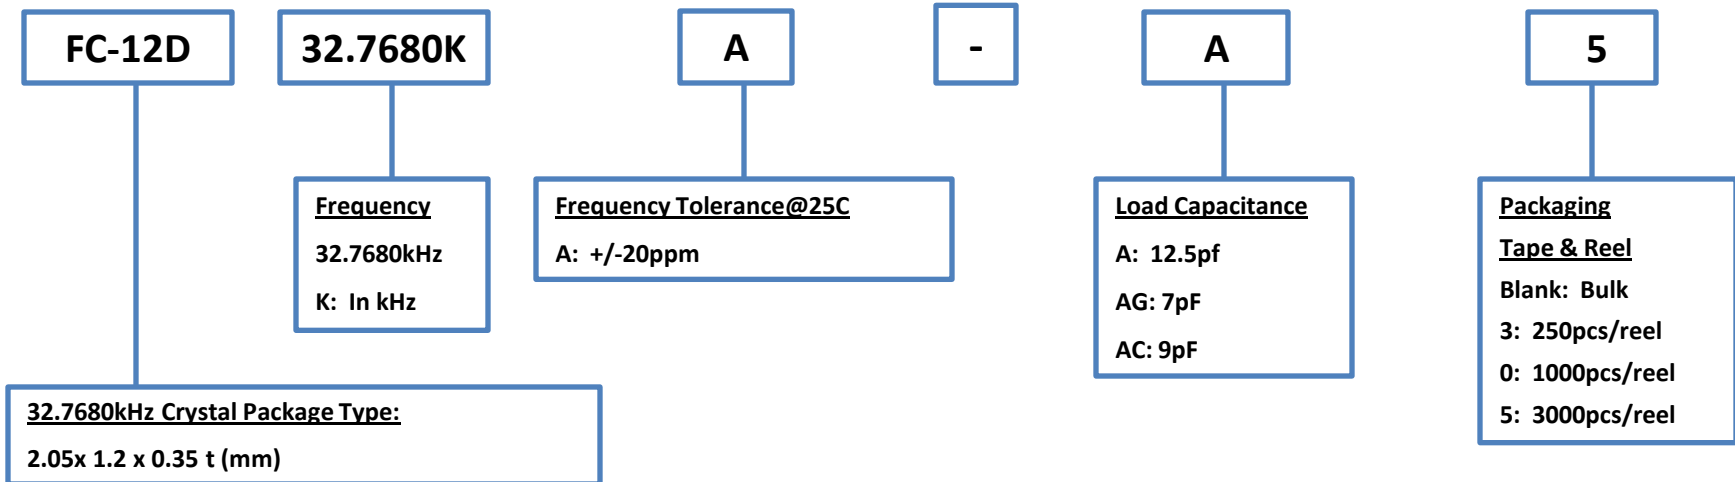 FC-12D 32.7680K A - A 5
Frequency
32.7680kHz
K: In kHz
Frequency Tolerance@25C
A: +/-20ppm
Load Capacitance
A: 12.5pf
AG: 7pF
AC: 9pF
Packaging
Tape & Reel
Blank: Bulk
3: 250pcs/reel
0: 1000pcs/reel
5: 3000pcs/reel
32.7680kHz Crystal Package Type:
2.05x 1.2 x 0.35 t (mm)